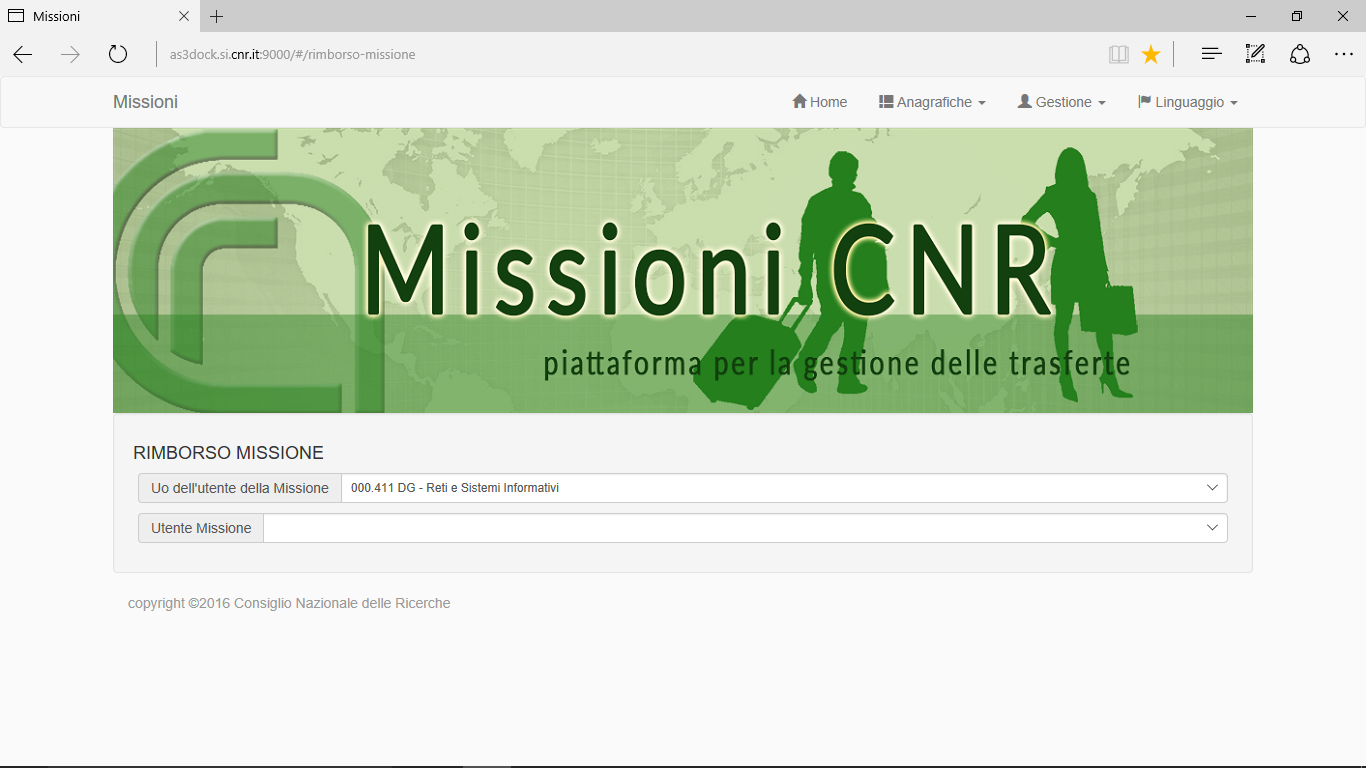 Missioni
as3dock.si.cnr.it:9000/#/rimborso-missione
Missioni
Home
Anagrafiche
Gestione
Linguaggio
Missioni CNR
piattaforma per la gestione delle trasferte
RIMBORSO MISSIONE
Uo dell'utente della Missione
000.411 DG - Reti e Sistemi Informativi
Utente Missione
copyright ©2016 Consiglio Nazionale delle Ricerche